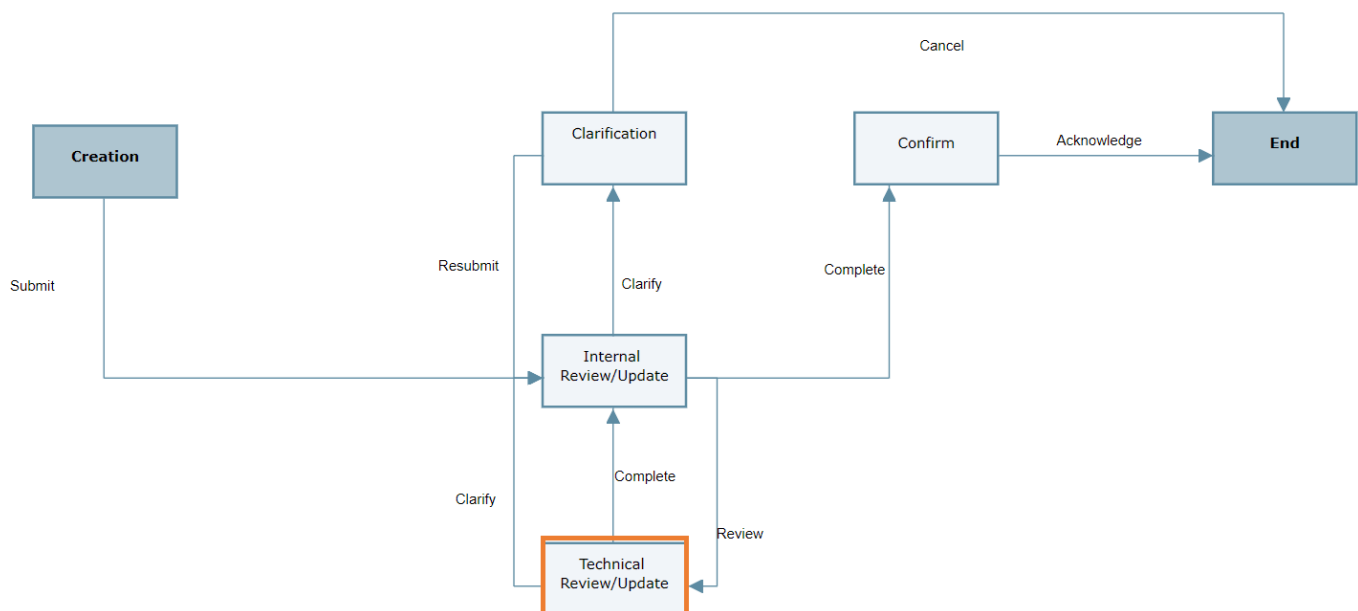 Cancel
Clarification
Confirm
Acknowledge
End
Creation
Resubmit
Complete
Submit
Clarify
Internal
Review/Update
Complete
Clarify
Review
Technical
Review/Update